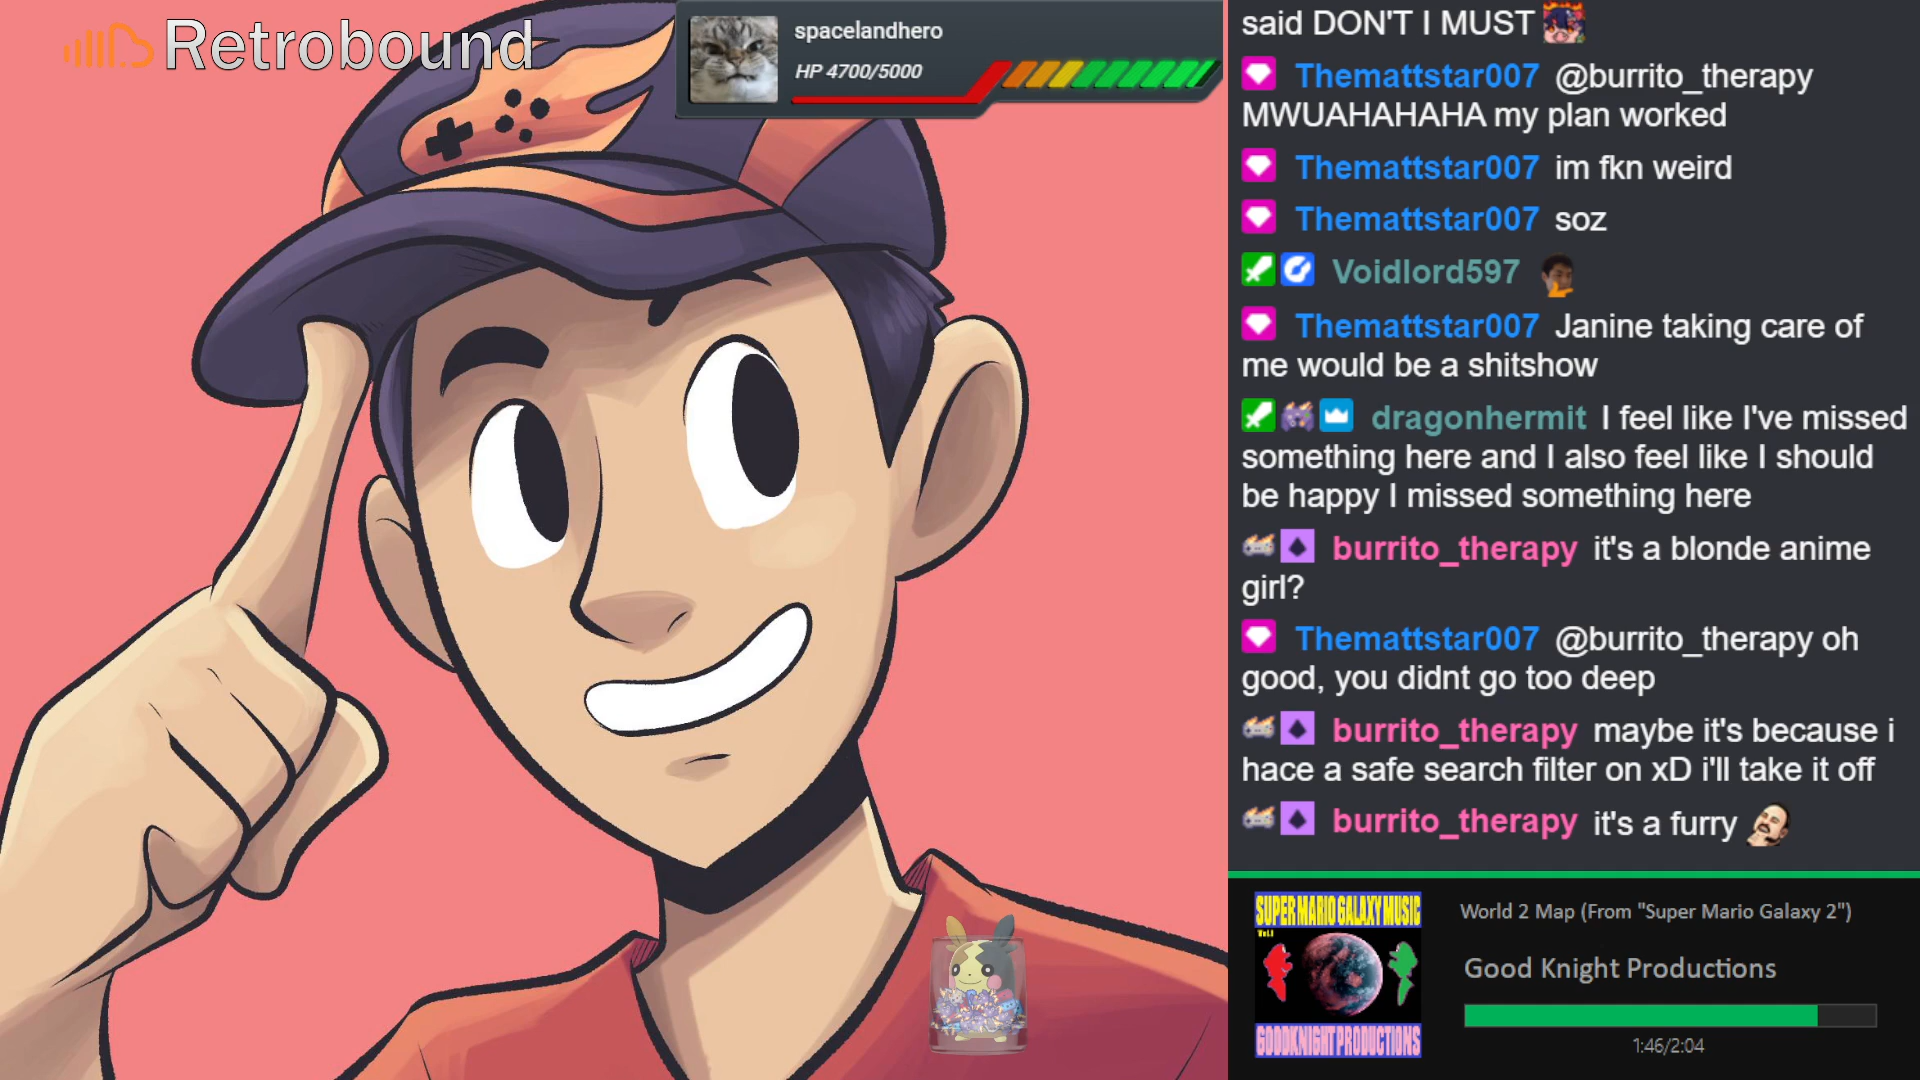 Retrobound
spacelandhero
HP 4700/5000
said DON'T I MUST
Themattstar007 @burrito_therapy
MWUAHAHAHA my plan worked
Themattstar007 im fkn weird
Themattstar007 soz
Voidlord597
Themattstar007 Janine taking care of
me would be a shitshow
dragonhermit I feel like I've missed
something here and I also feel like I should
be happy I missed something here
burrito_therapy it's a blonde anime
girl?
Themattstar007 @burrito_therapy oh
good, you didnt go too deep
burrito_therapy maybe it's because i
hace a safe search filter on xD i'll take it off
burrito_therapy it's a furry
SUPER MARIO GALAXY MUSIC
Vol.1
GOODKNIGHT PRODUCTIONS
World 2 Map (From "Super Mario Galaxy 2")
Good Knight Productions
1:46/2:04